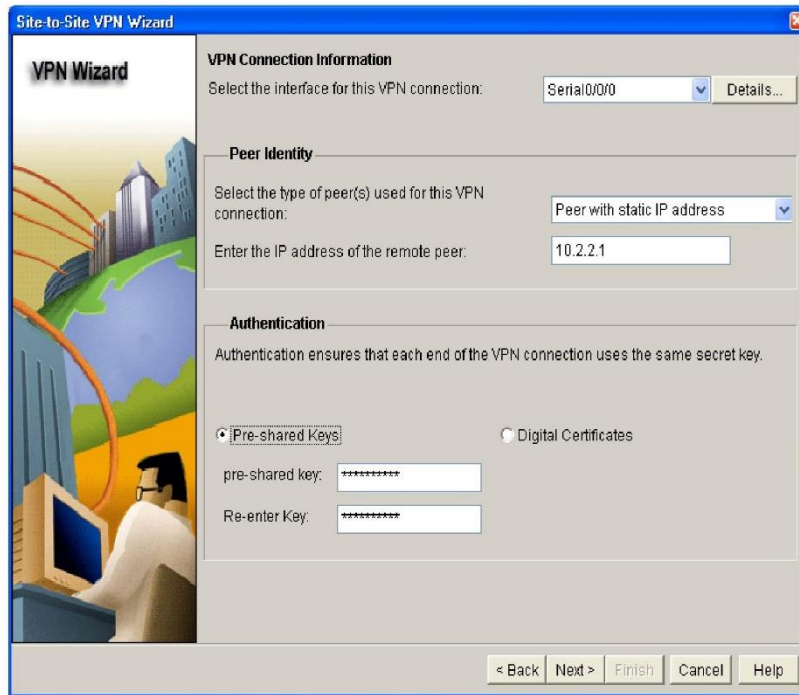 Site-to-Site VPN Wizard
VPN Wizard
VPN Connection Information
Select the interface for this VPN connection:
Serial0/0/0
Details...
Peer Identity
Select the type of peer(s) used for this VPN
connection:
Peer with static IP address
Enter the IP address of the remote peer:
10.2.2.1
Authentication
Authentication ensures that each end of the VPN connection uses the same secret key.
Pre-shared Keys
Digital Certificates
pre-shared key:
**********
Re-enter Key:
**********
< Back
Next >
Finish
Cancel
Help